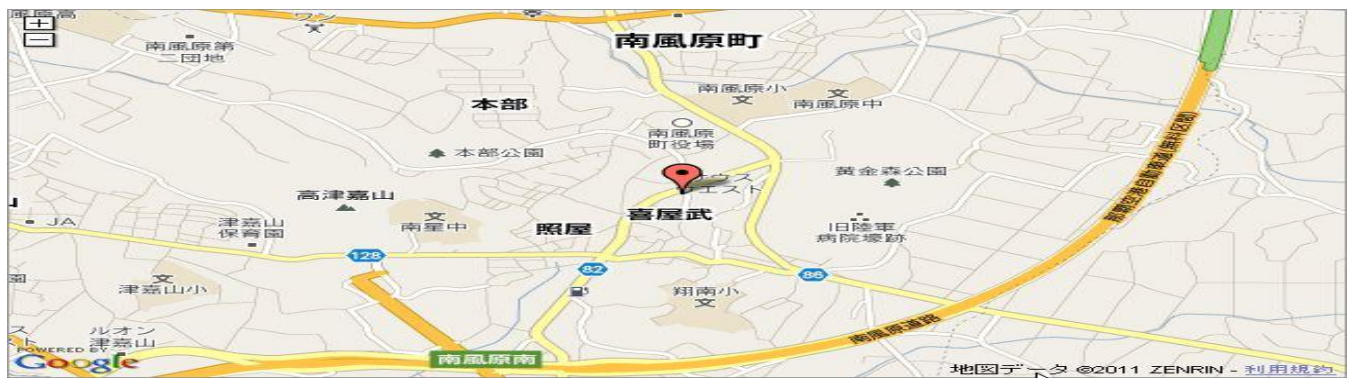 南風原第
二団地
南風原町
本部
本部公園
南風原小
文
文
南風原中
南風原
町役場
黄金森公園
高津嘉山
JA
津嘉山
保育園
文
南星中
照屋
喜屋武
旧陸軍
病院壕跡
128
82
86
文
津嘉山小
翔南小
文
ルオン
津嘉山
南風原道路
南風原南
POWERED BY
Google
地図データ ©2011 ZENRIN - 利用規約